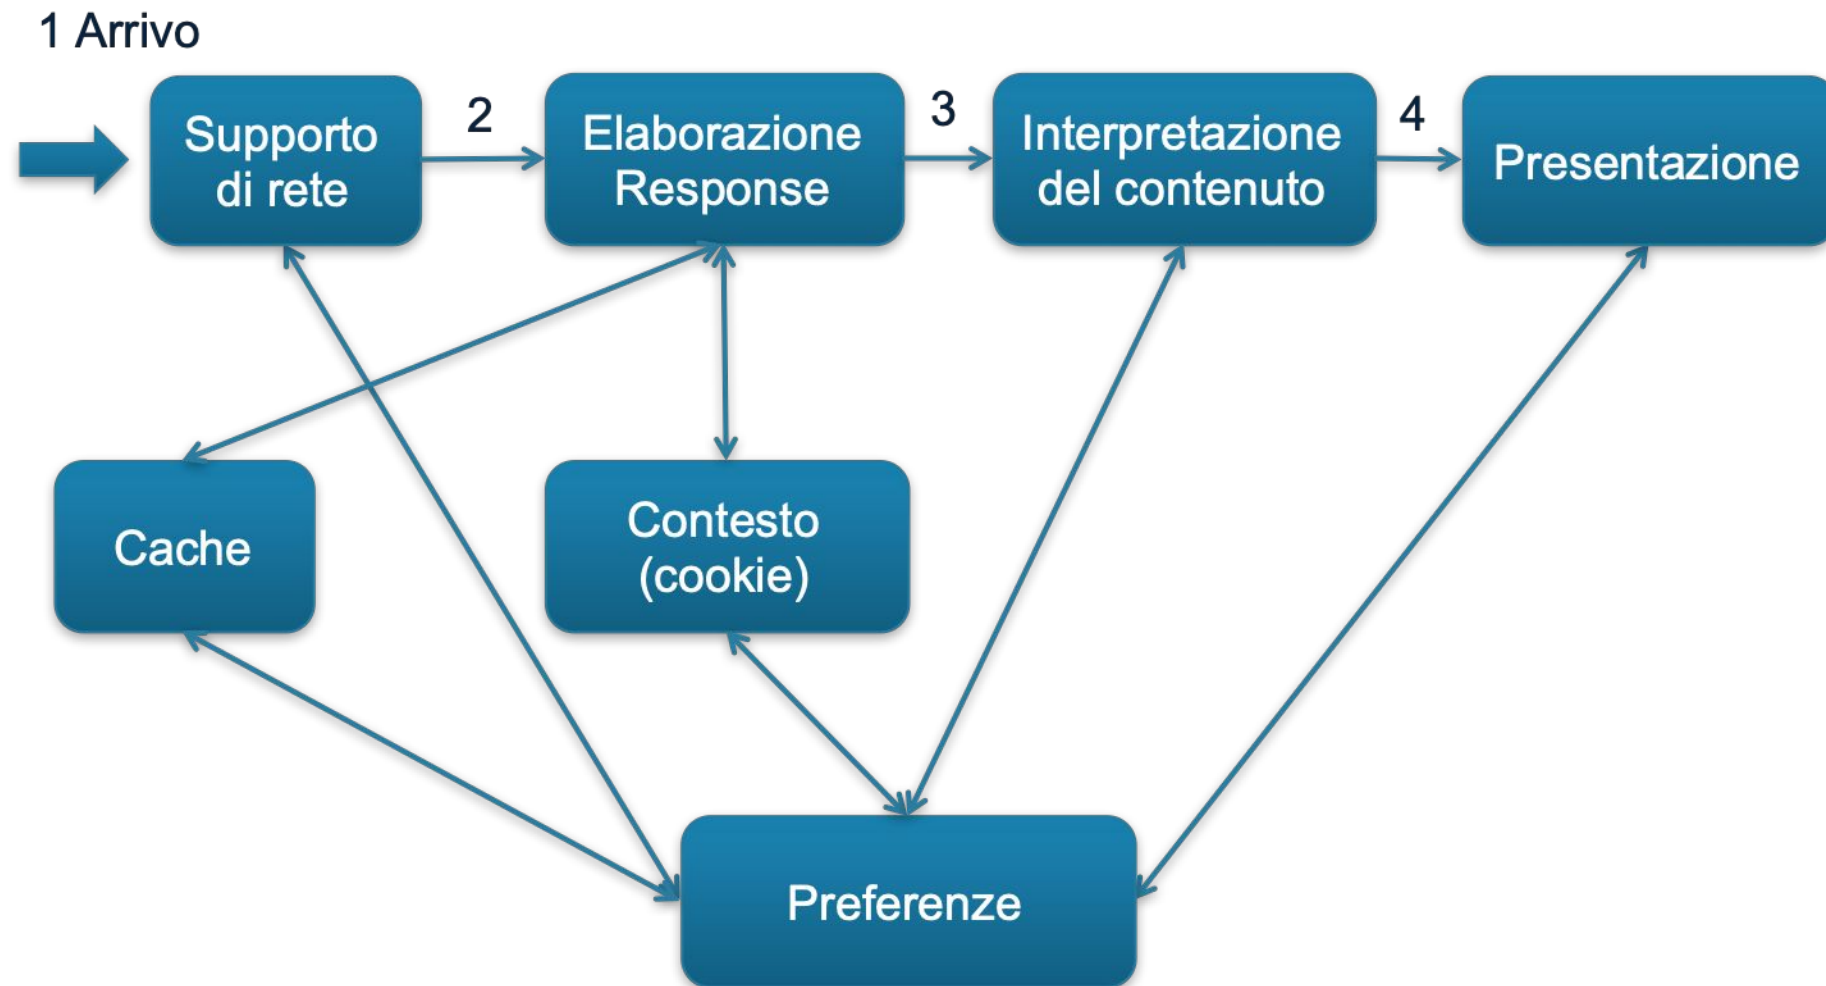 1 Arrivo
Supporto
di rete
2
Elaborazione
Response
3
Interpretazione
del contenuto
4
Presentazione
Cache
Contesto
(cookie)
Preferenze